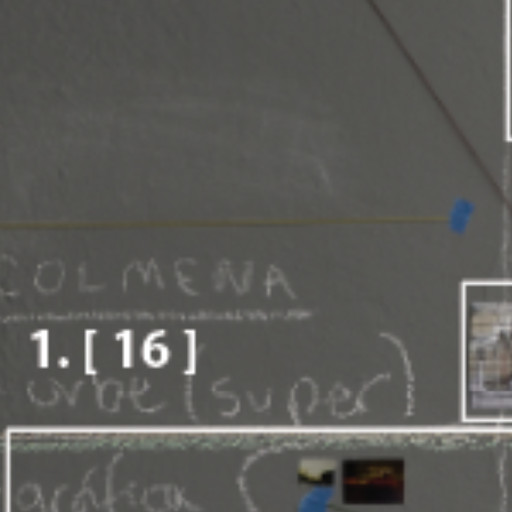 COLMENA
1. [ 16 ]
urbe (super)
gráfica (